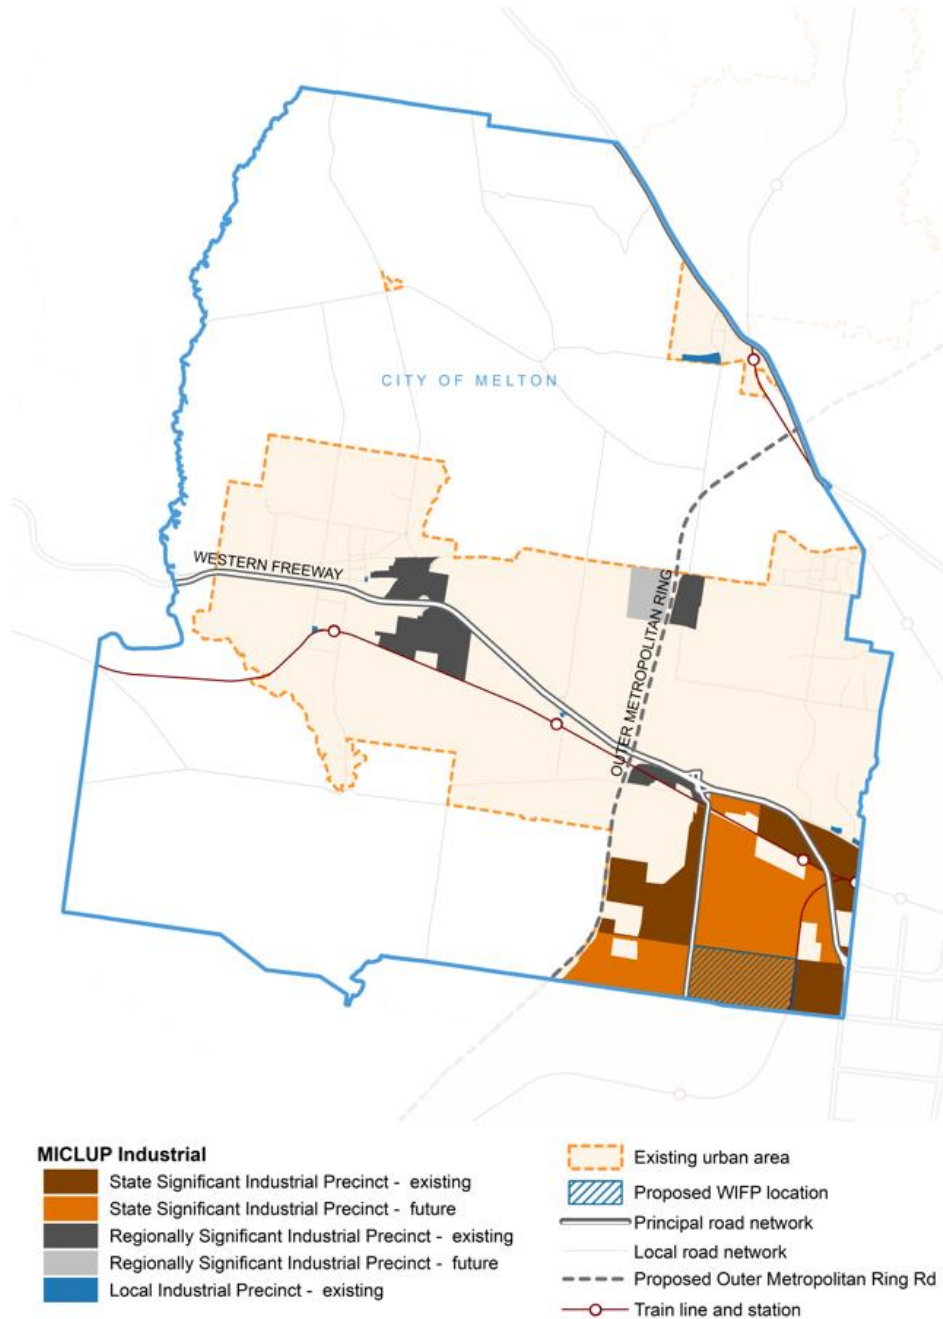 CITY OF MELTON
WESTERN FREEWAY
OUTER METROPOLITAN RING
MICLUP Industrial
State Significant Industrial Precinct - existing
State Significant Industrial Precinct - future
Regionally Significant Industrial Precinct - existing
Regionally Significant Industrial Precinct - future
Local Industrial Precinct - existing
Existing urban area
Proposed WIFP location
Principal road network
Local road network
Proposed Outer Metropolitan Ring Rd
Train line and station